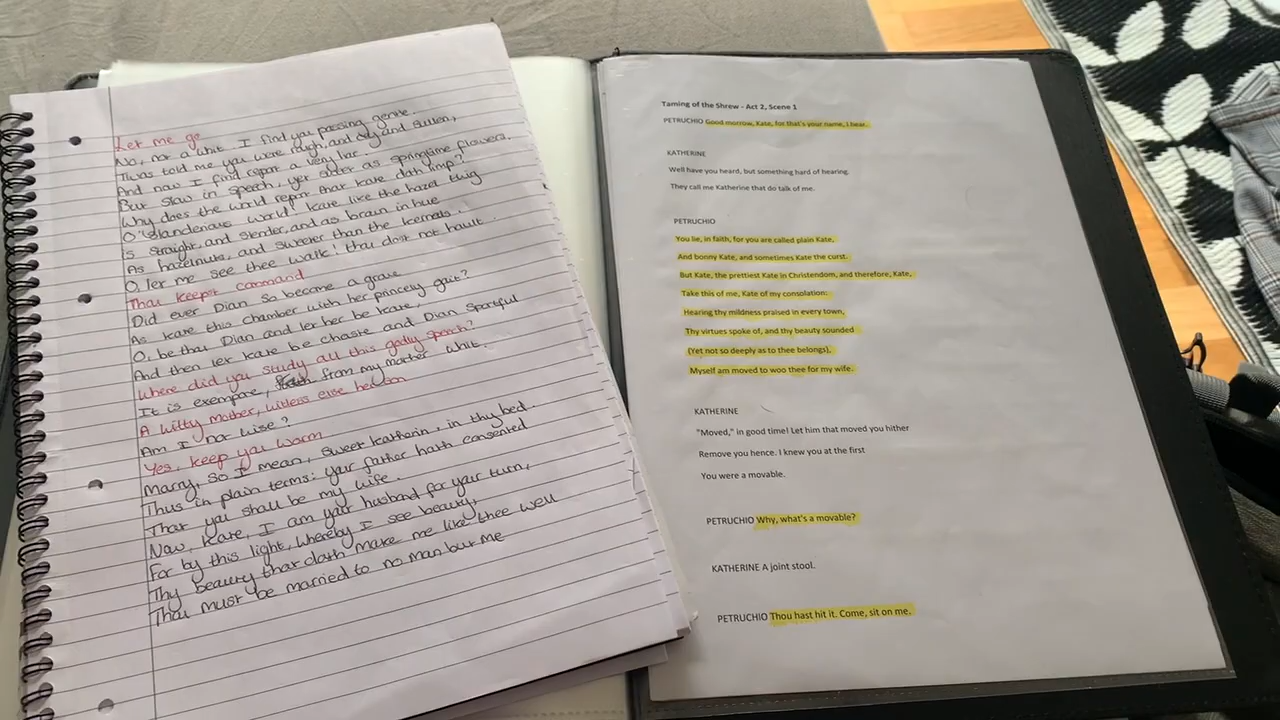 Let me go
No, not a whit I find you passing gentle.
Twas told me you were rough, and coy and sullen,
And now I find report a very liar
But slow in speech, yet sweet as springtime flowers.
Why does the world report that Kate doth limp?
O slanderous world! Kate like the hazel twig
is straight, and slender, and as brown in hue
As hazelnuts, and sweeter than the kernals.
O, let me see thee walk! thou dost not hault.
Thou keep'st command
Did ever Dian so become a grove
As Kate this chamber with her princely gait?
O, be that Dian and let her be Kate,
And then let Kate be chaste and Dian Sportful
Where did you study all this godly speech?
It is exempore, from my mother whit.
A witty mother, witless else her son
Am I not wise?
Yes, keep you warm
Marry, so I mean, sweet Katherin, in thy bed.
Thus in plain terms: your father hath consented
That you shall be my wife.
Now, Kate, I am your husband for your turn,
For by this light, whereby I see beauty,
Thy beauty that doth make me like thee well
Thou must be married to no man but me
Taming of the Shrew - Act 2, Scene 1
PETRUCHIO Good morrow, Kate, for that's your name, I hear.
KATHERINE
Well have you heard, but something hard of hearing.
They call me Katherine that do talk of me.
PETRUCHIO
You lie, in faith, for you are called plain Kate,
And bonny Kate, and sometimes Kate the curst.
But Kate, the prettiest Kate in Christendom, and therefore, Kate,
Take this of me, Kate of my consolation:
Hearing thy mildness praised in every town,
Thy virtues spoke of, and thy beauty sounded
(Yet not so deeply as to thee belongs),
Myself am moved to woo thee for my wife.
KATHERINE
"Moved," in good time! Let him that moved you hither
Remove you hence. I knew you at the first
You were a movable.
PETRUCHIO Why, what's a movable?
KATHERINE A joint stool.
PETRUCHIO Thou hast hit it. Come, sit on me.